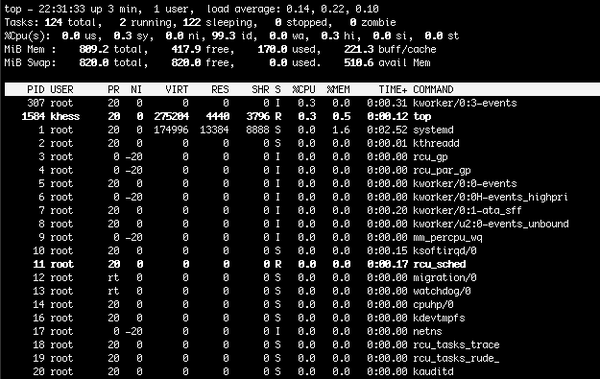 top - 22:31:33 up 3 min,  1 user,  load average: 0.14, 0.22, 0.10
Tasks: 124 total,   2 running, 122 sleeping,   0 stopped,   0 zombie
%Cpu(s):  0.0 us,  0.3 sy,  0.0 ni, 99.3 id,  0.0 wa,  0.3 hi,  0.0 si,  0.0 st
MiB Mem :    809.2 total,    417.9 free,    170.0 used,    221.3 buff/cache
MiB Swap:    820.0 total,    820.0 free,      0.0 used.    510.6 avail Mem
PID USER      PR  NI    VIRT    RES    SHR S  %CPU  %MEM     TIME+ COMMAND
307 root      20   0       0      0      0 I   0.3   0.0   0:00.31 kworker/0:3-events
1584 khess     20   0  275204   4440   3796 R   0.3   0.5   0:00.12 top
1 root      20   0  174996  13384   8888 S   0.0   1.6   0:02.52 systemd
2 root      20   0       0      0      0 S   0.0   0.0   0:00.01 kthreadd
3 root       0 -20       0      0      0 I   0.0   0.0   0:00.00 rcu_gp
4 root       0 -20       0      0      0 I   0.0   0.0   0:00.00 rcu_par_gp
5 root      20   0       0      0      0 I   0.0   0.0   0:00.00 kworker/0:0-events
6 root       0 -20       0      0      0 I   0.0   0.0   0:00.00 kworker/0:0H-events_highpri
7 root      20   0       0      0      0 I   0.0   0.0   0:00.20 kworker/0:1-ata_sff
8 root      20   0       0      0      0 I   0.0   0.0   0:00.00 kworker/u2:0-events_unbound
9 root       0 -20       0      0      0 I   0.0   0.0   0:00.00 mm_percpu_wq
10 root      20   0       0      0      0 S   0.0   0.0   0:00.15 ksoftirqd/0
11 root      20   0       0      0      0 R   0.0   0.0   0:00.17 rcu_sched
12 root      rt   0       0      0      0 S   0.0   0.0   0:00.00 migration/0
13 root      rt   0       0      0      0 S   0.0   0.0   0:00.00 watchdog/0
14 root      20   0       0      0      0 S   0.0   0.0   0:00.00 cpuhp/0
16 root      20   0       0      0      0 S   0.0   0.0   0:00.00 kdevtmpfs
17 root       0 -20       0      0      0 I   0.0   0.0   0:00.00 netns
18 root      20   0       0      0      0 S   0.0   0.0   0:00.00 rcu_tasks_trace
19 root      20   0       0      0      0 S   0.0   0.0   0:00.00 rcu_tasks_rude_
20 root      20   0       0      0      0 S   0.0   0.0   0:00.00 kauditd